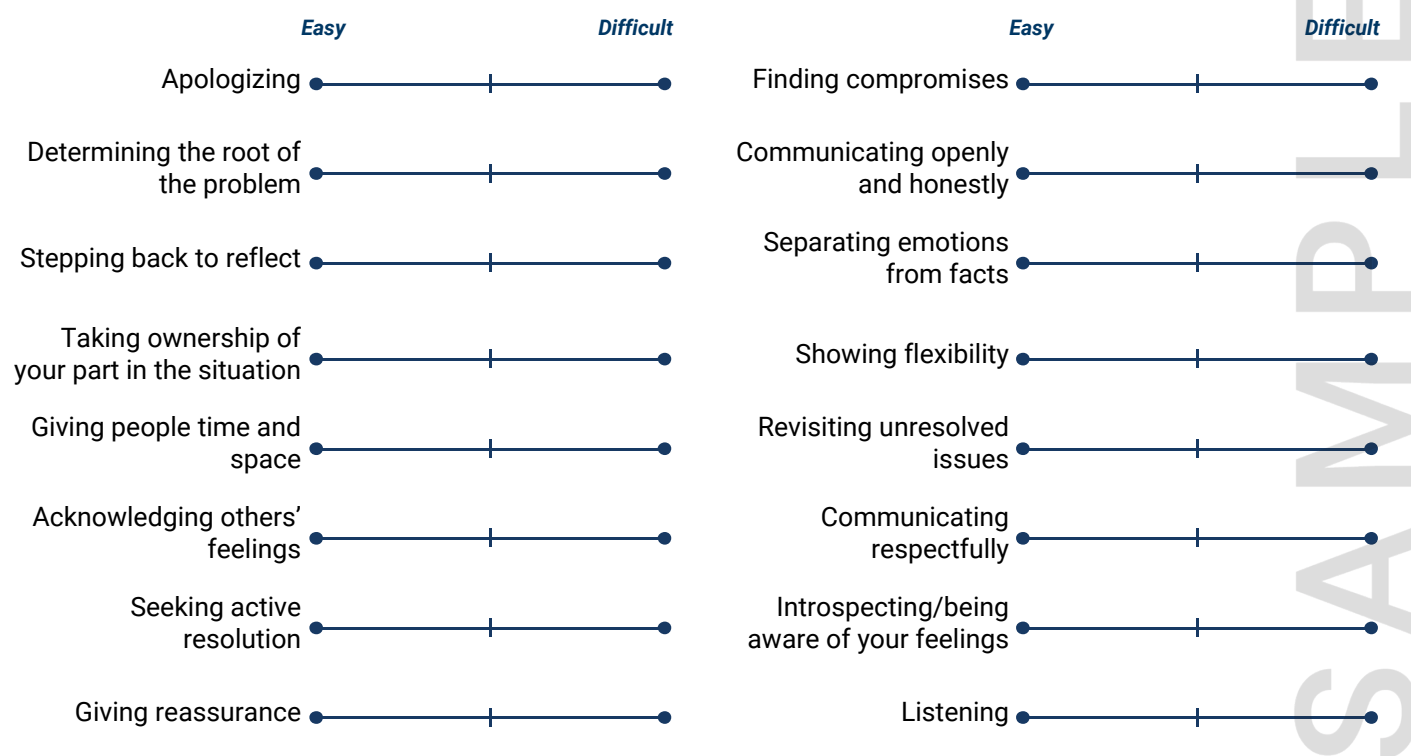 Easy Difficult
Apologizing
Determining the root of
the problem
Stepping back to reflect
Taking ownership of
your part in the situation
Giving people time and
space
Acknowledging others’
feelings
Seeking active
resolution
Giving reassurance
Easy Difficult
Finding compromises
Communicating openly
and honestly
Separating emotions
from facts
Showing flexibility
Revisiting unresolved
issues
Communicating
respectfully
Introspecting/being
aware of your feelings
Listening
SAMPLE